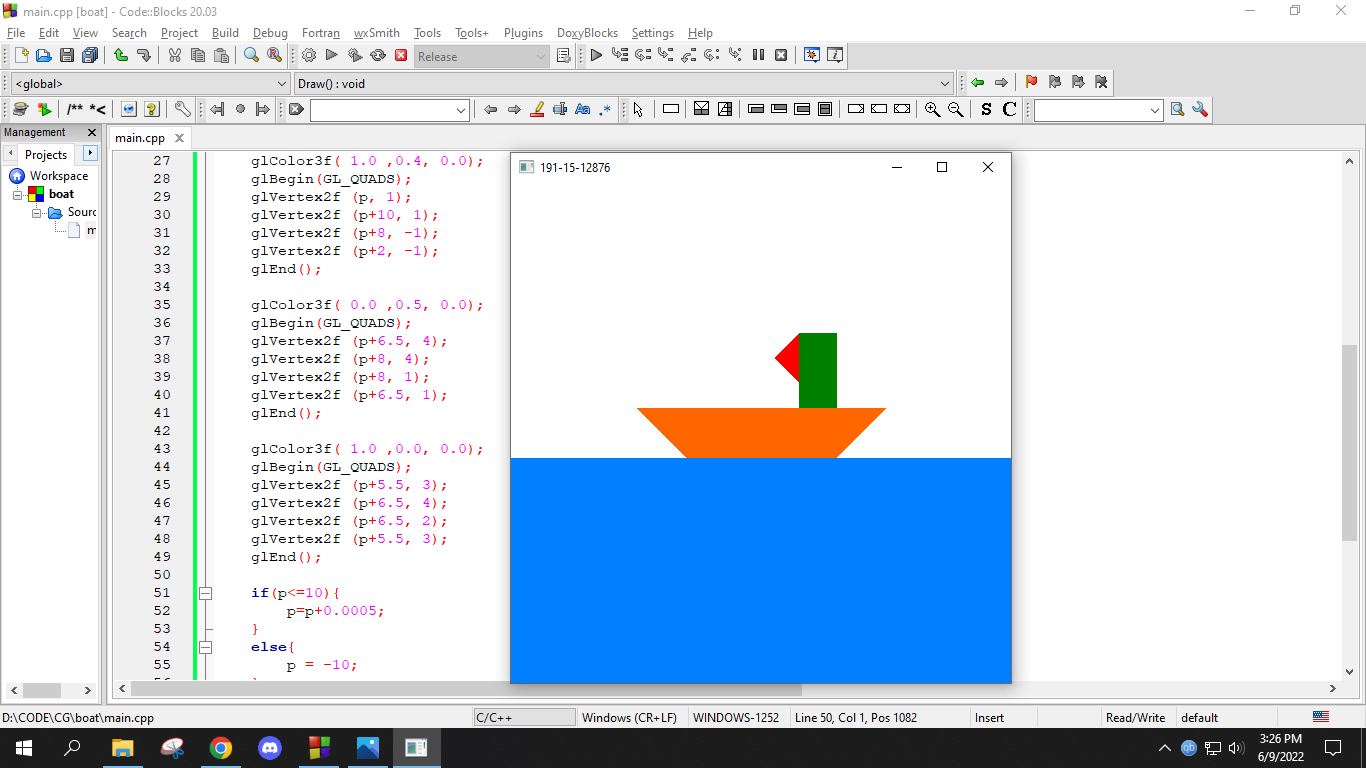 main.cpp [boat] - Code::Blocks 20.03
File Edit View Search Project Build Debug Fortran wxSmith Tools Tools+ Plugins DoxyBlocks Settings Help
Release
<global> Draw() : void
/** *< Aa .* S C
Management
main.cpp
Projects
Workspace
boat
Sourc
m
27 glColor3f( 1.0 ,0.4, 0.0);
28 glBegin(GL_QUADS);
29 glVertex2f (p, 1);
30 glVertex2f (p+10, 1);
31 glVertex2f (p+8, -1);
32 glVertex2f (p+2, -1);
33 glEnd();
34
35 glColor3f( 0.0 ,0.5, 0.0);
36 glBegin(GL_QUADS);
37 glVertex2f (p+6.5, 4);
38 glVertex2f (p+8, 4);
39 glVertex2f (p+8, 1);
40 glVertex2f (p+6.5, 1);
41 glEnd();
42
43 glColor3f( 1.0 ,0.0, 0.0);
44 glBegin(GL_QUADS);
45 glVertex2f (p+5.5, 3);
46 glVertex2f (p+6.5, 4);
47 glVertex2f (p+6.5, 2);
48 glVertex2f (p+5.5, 3);
49 glEnd();
50
51 if(p<=10){
52 p=p+0.0005;
53 }
54 else{
55 p = -10;
191-15-12876
D:\CODE\CG\boat\main.cpp C/C++ Windows (CR+LF) WINDOWS-1252 Line 50, Col 1, Pos 1082 Insert Read/Write default
qb
3:26 PM
6/9/2022